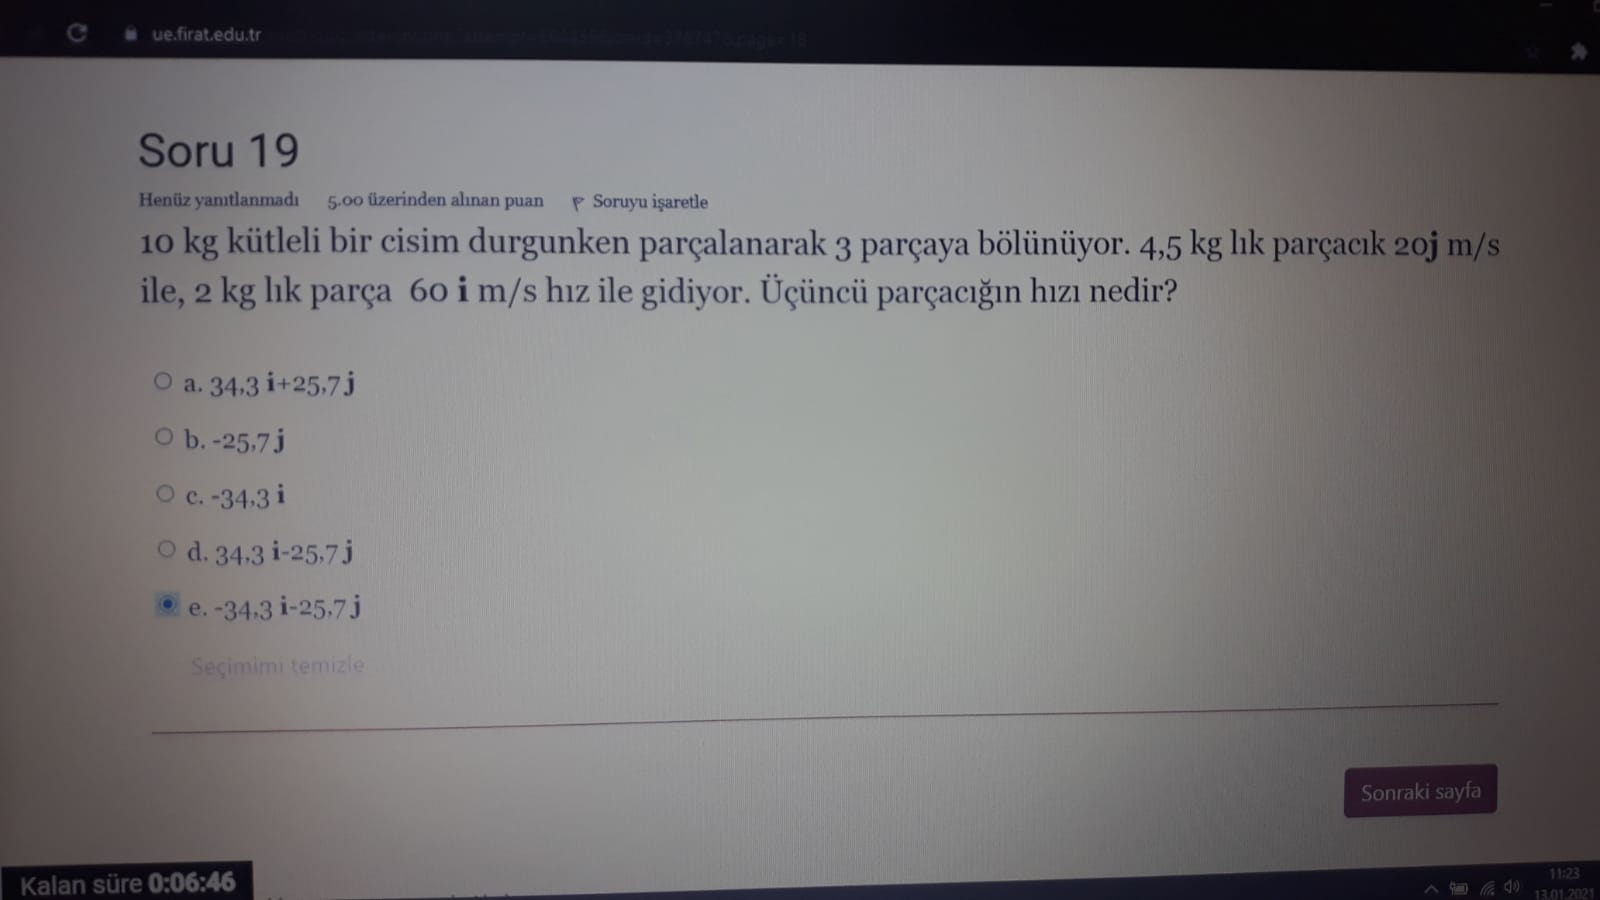 ue.firat.edu.tr
Soru 19
Henüz yanıtlanmadı 5,00 üzerinden alınan puan Soruyu işaretle
10 kg kütleli bir cisim durgunken parçalanarak 3 parçaya bölünüyor. 4,5 kg lık parçacık 20j m/s
ile, 2 kg lık parça 60 i m/s hız ile gidiyor. Üçüncü parçacığın hızı nedir?
a. 34,3 i+25,7 j
b. -25,7 j
c. -34,3 i
d. 34,3 i-25,7 j
e. -34,3 i-25,7 j
Seçimimi temizle
Sonraki sayfa
Kalan süre 0:06:46
11:23
13.01.2021